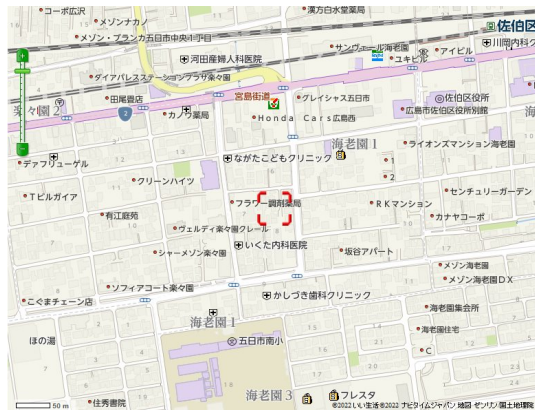 コーポ広沢
漢方白水堂薬局
メゾンナカノ
佐伯区
メゾン・ブランカ五日市中央1丁目
サンヴェール海老園
アイビル
川岡内科ク
河田産婦人科医院
ユキビル
ダイアパレスステーションプラザ楽々園
宮島街道
グレイシャス五日市
佐伯区役所
田尾畳店
楽々園2
2
カノウ薬局
Honda Cars広島西
広島市佐伯区役所別館
海老園1
ライオンズマンション海老園
ながたこどもクリニック
デァフリューゲル
1
クリーンハイツ
2
センチュリーガーデン
Tビルガイア
フラワー調剤薬局
RKマンション
有江庭苑
カナヤコーポ
ヴェルディ楽々園クレール
いくた内科医院
シャーメゾン楽々園
坂谷アパート
メゾン海老園
ソフィアコート楽々園
メゾン海老園DX
こぐまチェーン店
かしづき歯科クリニック
海老園集会所
海老園1
海老園住宅
ほの湯
五日市南小
C
海老園3
フレスタ
50 m
住秀書院
©2022 いい生活 ©2022 ナビタイムジャパン 地図 ゼンリン 国土地理院